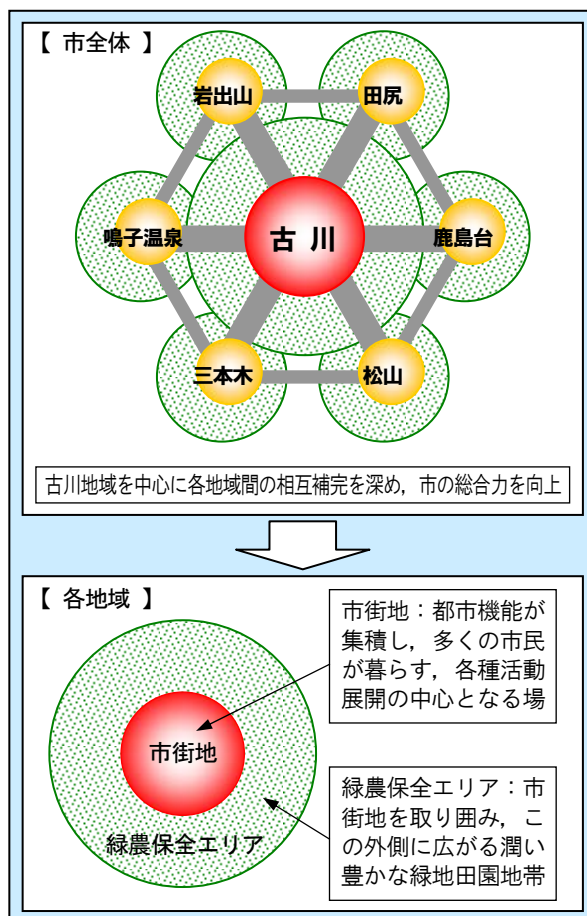 【 市全体 】
岩出山
田尻
鳴子温泉
古 川
鹿島台
三本木
松山
古川地域を中心に各地域間の相互補完を深め，市の総合力を向上
【 各地域 】
市街地：都市機能が
集積し，多くの市民
が暮らす，各種活動
展開の中心となる場
市街地
緑農保全エリア
緑農保全エリア：市
街地を取り囲み，こ
の外側に広がる潤い
豊かな緑地田園地帯